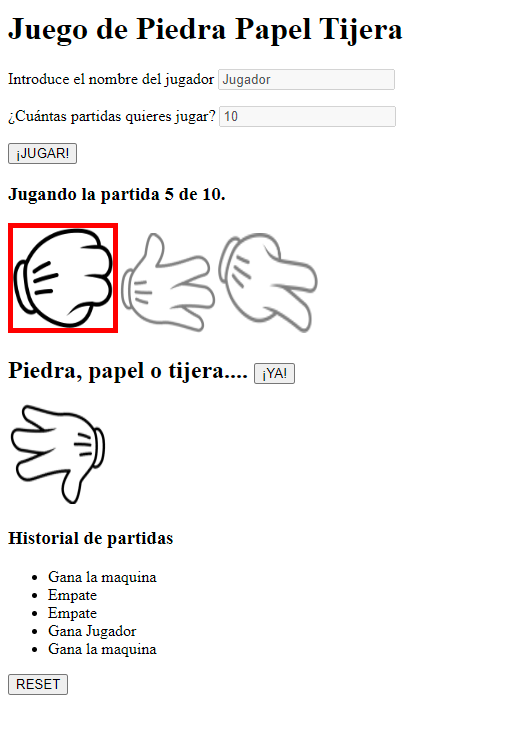 Juego de Piedra Papel Tijera
Introduce el nombre del jugador Jugador
¿Cuántas partidas quieres jugar? 10
¡JUGAR!
Jugando la partida 5 de 10.
Piedra, papel o tijera.... ¡YA!
Historial de partidas
Gana la maquina
Empate
Empate
Gana Jugador
Gana la maquina
RESET